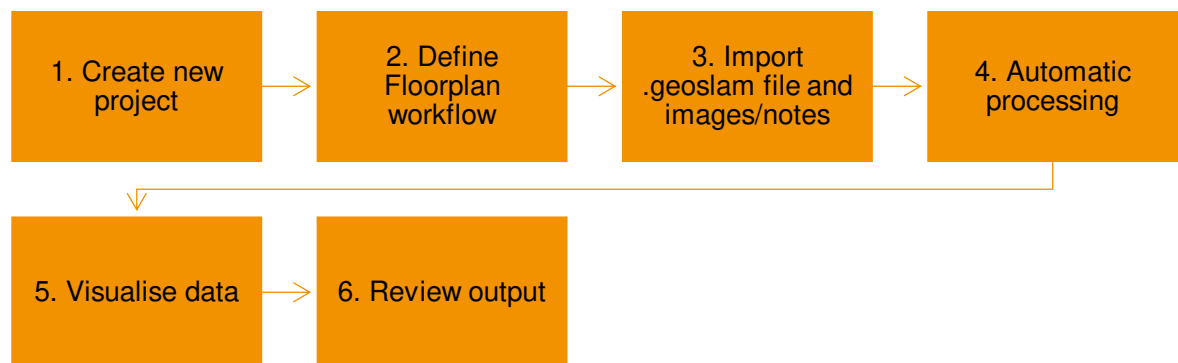 1. Create new
project
2. Define
Floorplan
workflow
3. Import
.geoslam file and
images/notes
4. Automatic
processing
5. Visualise data
6. Review output